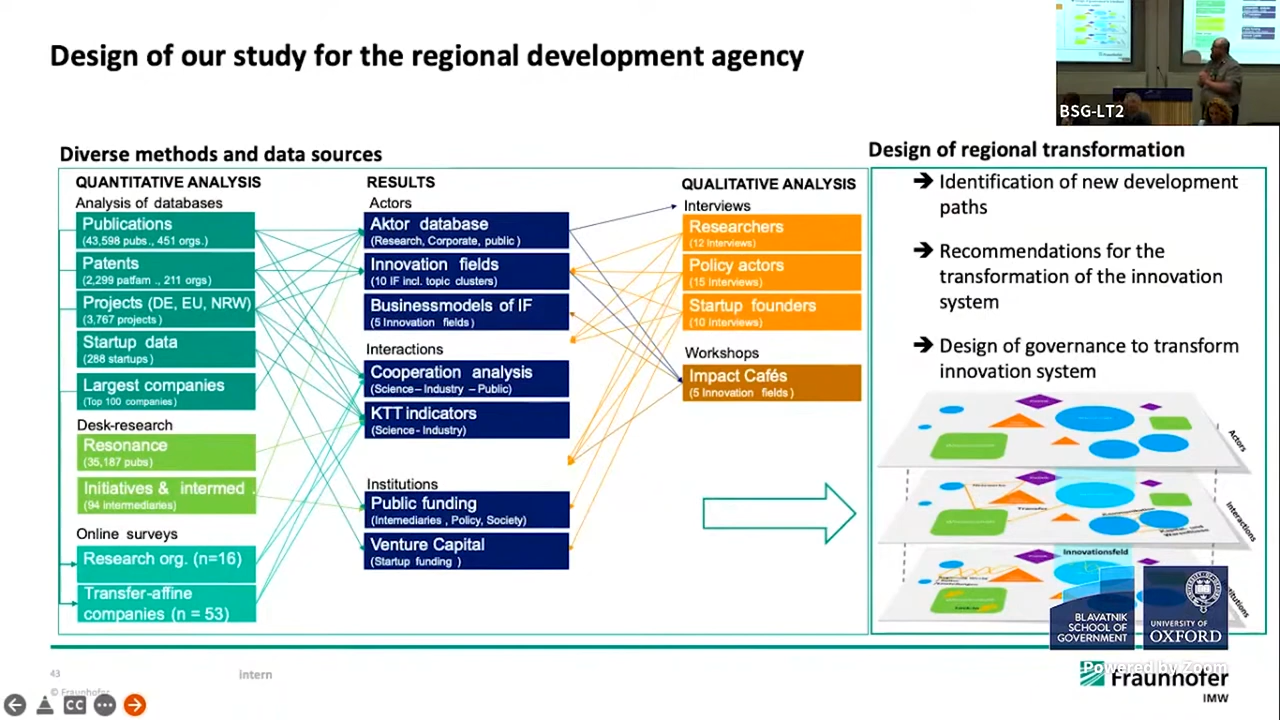 Design of our study for the regional development agency
BSG-LT2
Diverse methods and data sources
QUANTITATIVE ANALYSIS
Analysis of databases
Publications
(43,598 pubs., 451 orgs.)
Patents
(2,299 patfam ., 211 orgs)
Projects (DE, EU, NRW)
(3,767 projects)
Startup data
(288 startups)
Largest companies
(Top 100 companies)
Desk-research
Resonance
(35,187 pubs)
Initiatives & intermed .
(94 intermediaries)
Online surveys
Research org. (n=16)
Transfer-affine
companies (n = 53)
RESULTS
Actors
Aktor database
(Research, Corporate, public )
Innovation fields
(10 IF incl. topic clusters)
Businessmodels of IF
(5 Innovation fields)
Interactions
Cooperation analysis
(Science – Industry – Public)
KTT indicators
(Science - Industry)
Institutions
Public funding
(Intemediaries , Policy, Society)
Venture Capital
(Startup funding )
QUALITATIVE ANALYSIS
Interviews
Researchers
(12 Interviews)
Policy actors
(15 Interviews)
Startup founders
(10 Interviews)
Workshops
Impact Cafés
(5 Innovation fields )
Design of regional transformation
➔ Identification of new development
paths
➔ Recommendations for the
transformation of the innovation
system
➔ Design of governance to transform
innovation system
Actors
Interactions
Transfer
Innovationsfeld
BLAVATNIK
SCHOOL OF
GOVERNMENT
UNIVERSITY OF
OXFORD
43
intern
© Fraunhofer
Powered by Zoom
Fraunhofer
IMW
CC